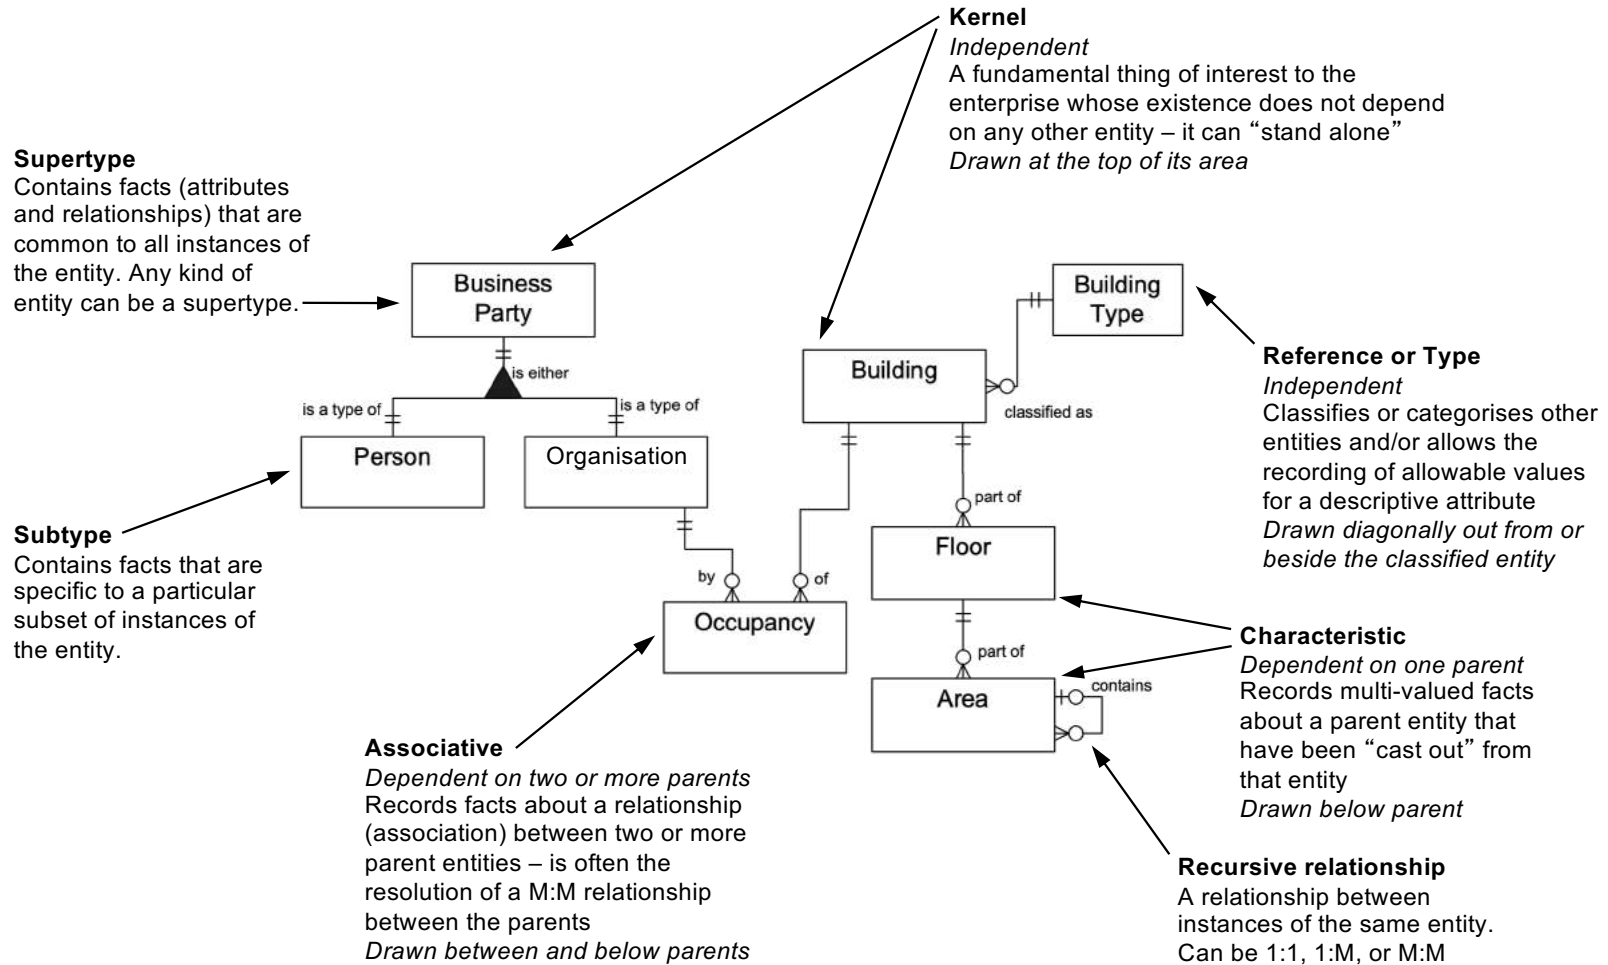 Kernel
Independent
A fundamental thing of interest to the
enterprise whose existence does not depend
on any other entity – it can “stand alone”
Drawn at the top of its area
Supertype
Contains facts (attributes
and relationships) that are
common to all instances of
the entity. Any kind of
entity can be a supertype.
Business
Party
is either
is a type of
is a type of
Person
Organisation
Building
Type
Building
classified as
Reference or Type
Independent
Classifies or categorises other
entities and/or allows the
recording of allowable values
for a descriptive attribute
Drawn diagonally out from or
beside the classified entity
Subtype
Contains facts that are
specific to a particular
subset of instances of
the entity.
part of
Floor
by
of
Occupancy
part of
Area
contains
Characteristic
Dependent on one parent
Records multi-valued facts
about a parent entity that
have been “cast out” from
that entity
Drawn below parent
Associative
Dependent on two or more parents
Records facts about a relationship
(association) between two or more
parent entities – is often the
resolution of a M:M relationship
between the parents
Drawn between and below parents
Recursive relationship
A relationship between
instances of the same entity.
Can be 1:1, 1:M, or M:M